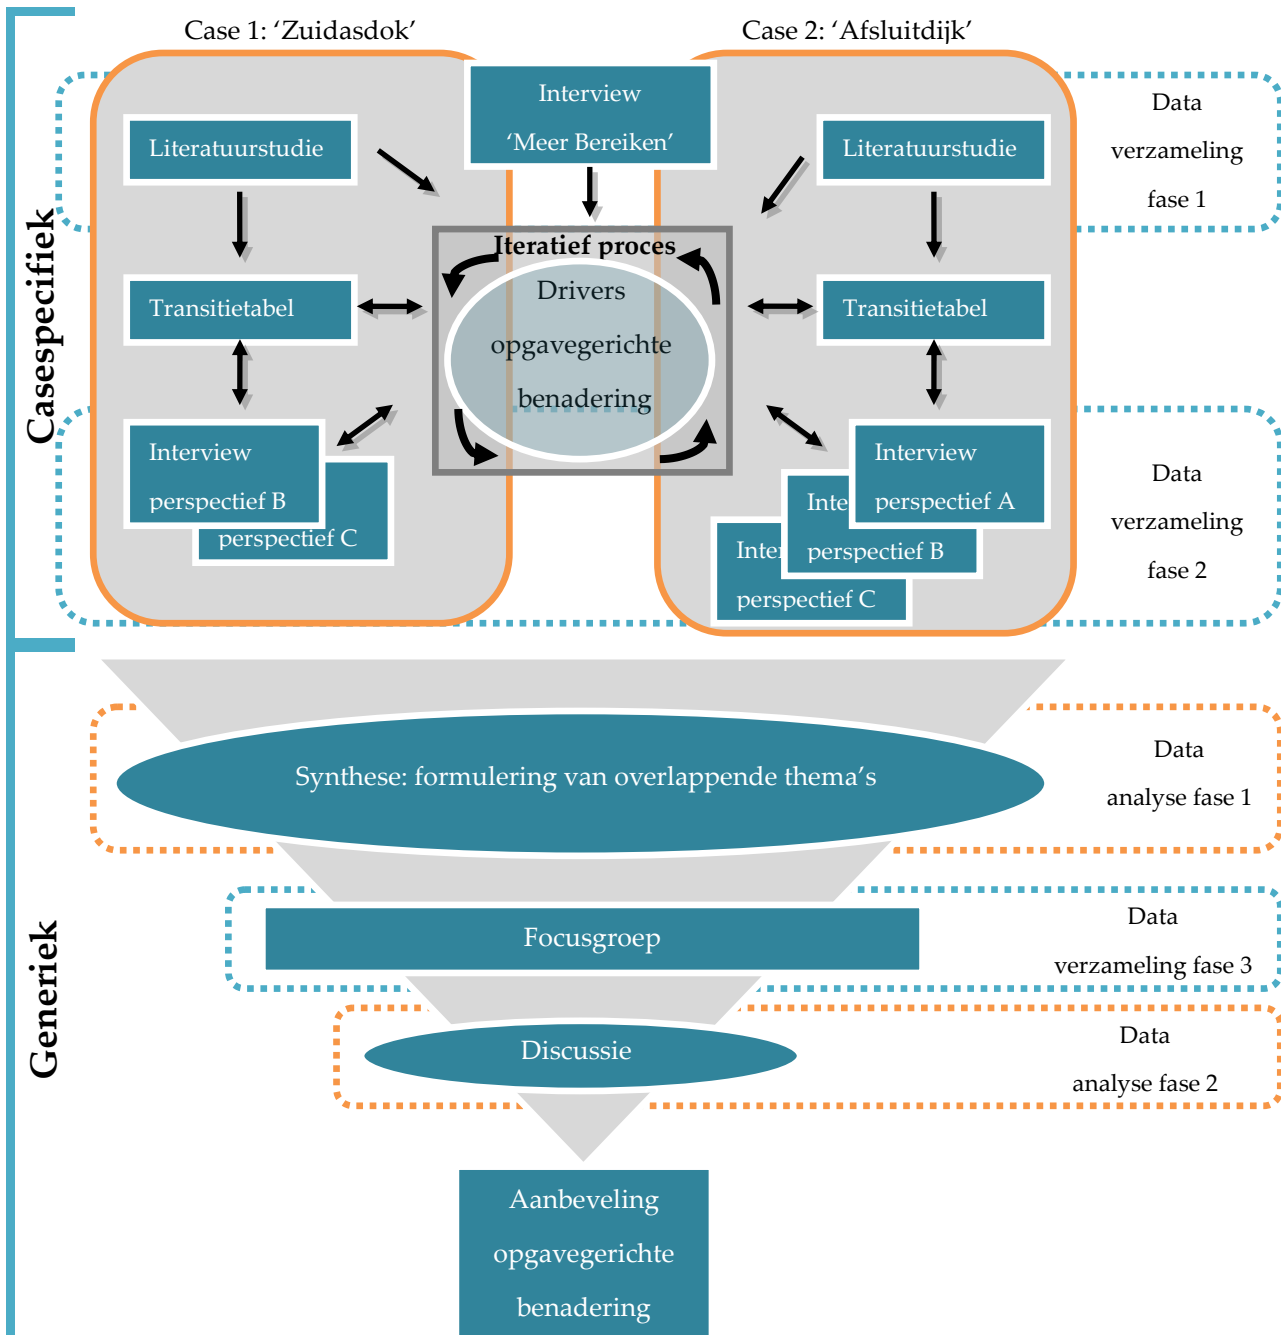 Case 1: ‘Zuidasdok’
Case 2: ‘Afsluitdijk’
Casespecifiek
Interview
‘Meer Bereiken’
Data
verzameling
fase 1
Literatuurstudie
Literatuurstudie
Iteratief proces
Drivers
opgavegerichte
benadering
Transitietabel
Transitietabel
Interview
perspectief B
perspectief C
Interview
perspectief A
Inte
perspectief B
Inter
perspectief C
Data
verzameling
fase 2
Generiek
Synthese: formulering van overlappende thema’s
Data
analyse fase 1
Focusgroep
Data
verzameling fase 3
Discussie
Data
analyse fase 2
Aanbeveling
opgavegerichte
benadering